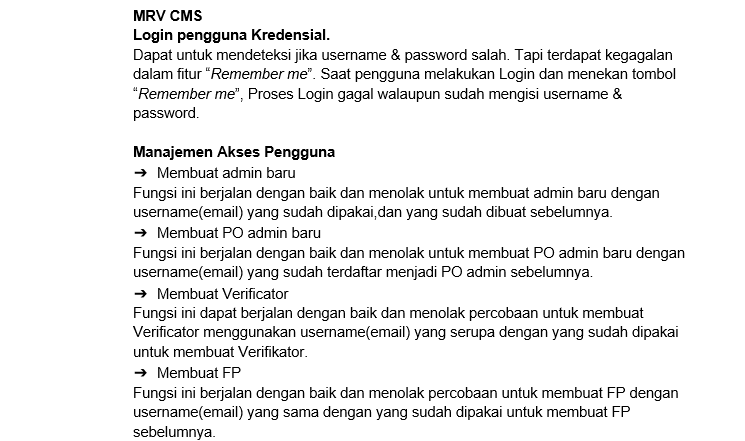 MRV CMS
Login pengguna Kredensial.
Dapat untuk mendeteksi jika username & password salah. Tapi terdapat kegagalan
dalam fitur “Remember me”. Saat pengguna melakukan Login dan menekan tombol
“Remember me”, Proses Login gagal walaupun sudah mengisi username &
password.
Manajemen Akses Pengguna
➔ Membuat admin baru
Fungsi ini berjalan dengan baik dan menolak untuk membuat admin baru dengan
username(email) yang sudah dipakai,dan yang sudah dibuat sebelumnya.
➔ Membuat PO admin baru
Fungsi ini berjalan dengan baik dan menolak untuk membuat PO admin baru dengan
username(email) yang sudah terdaftar menjadi PO admin sebelumnya.
➔ Membuat Verificator
Fungsi ini dapat berjalan dengan baik dan menolak percobaan untuk membuat
Verificator menggunakan username(email) yang serupa dengan yang sudah dipakai
untuk membuat Verifikator.
➔ Membuat FP
Fungsi ini berjalan dengan baik dan menolak percobaan untuk membuat FP dengan
username(email) yang sama dengan yang sudah dipakai untuk membuat FP
sebelumnya.